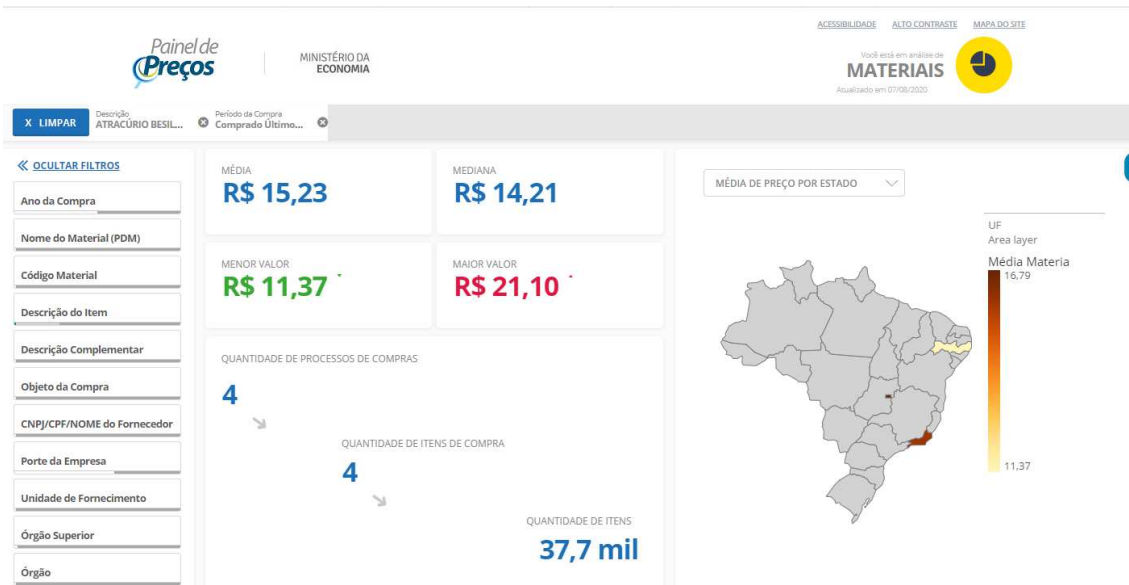 ACESSIBILIDADE ALTO CONTRASTE MAPA DO SITE
Painel de
Preços
MINISTÉRIO DA
ECONOMIA
Você está em análise de
MATERIAIS
Atualizado em 07/08/2020
X LIMPAR
Descrição
ATRACÚRIO BESIL...
Período da Compra
Comprado Último...
OCULTAR FILTROS
Ano da Compra
Nome do Material (PDM)
Código Material
Descrição do Item
Descrição Complementar
Objeto da Compra
CNPJ/CPF/NOME do Fornecedor
Porte da Empresa
Unidade de Fornecimento
Órgão Superior
Órgão
MÉDIA
R$ 15,23
MEDIANA
R$ 14,21
MENOR VALOR
R$ 11,37
MAIOR VALOR
R$ 21,10
QUANTIDADE DE PROCESSOS DE COMPRAS
4
QUANTIDADE DE ITENS DE COMPRA
4
QUANTIDADE DE ITENS
37,7 mil
MÉDIA DE PREÇO POR ESTADO
UF
Area layer
Média Materia
16,79
11,37